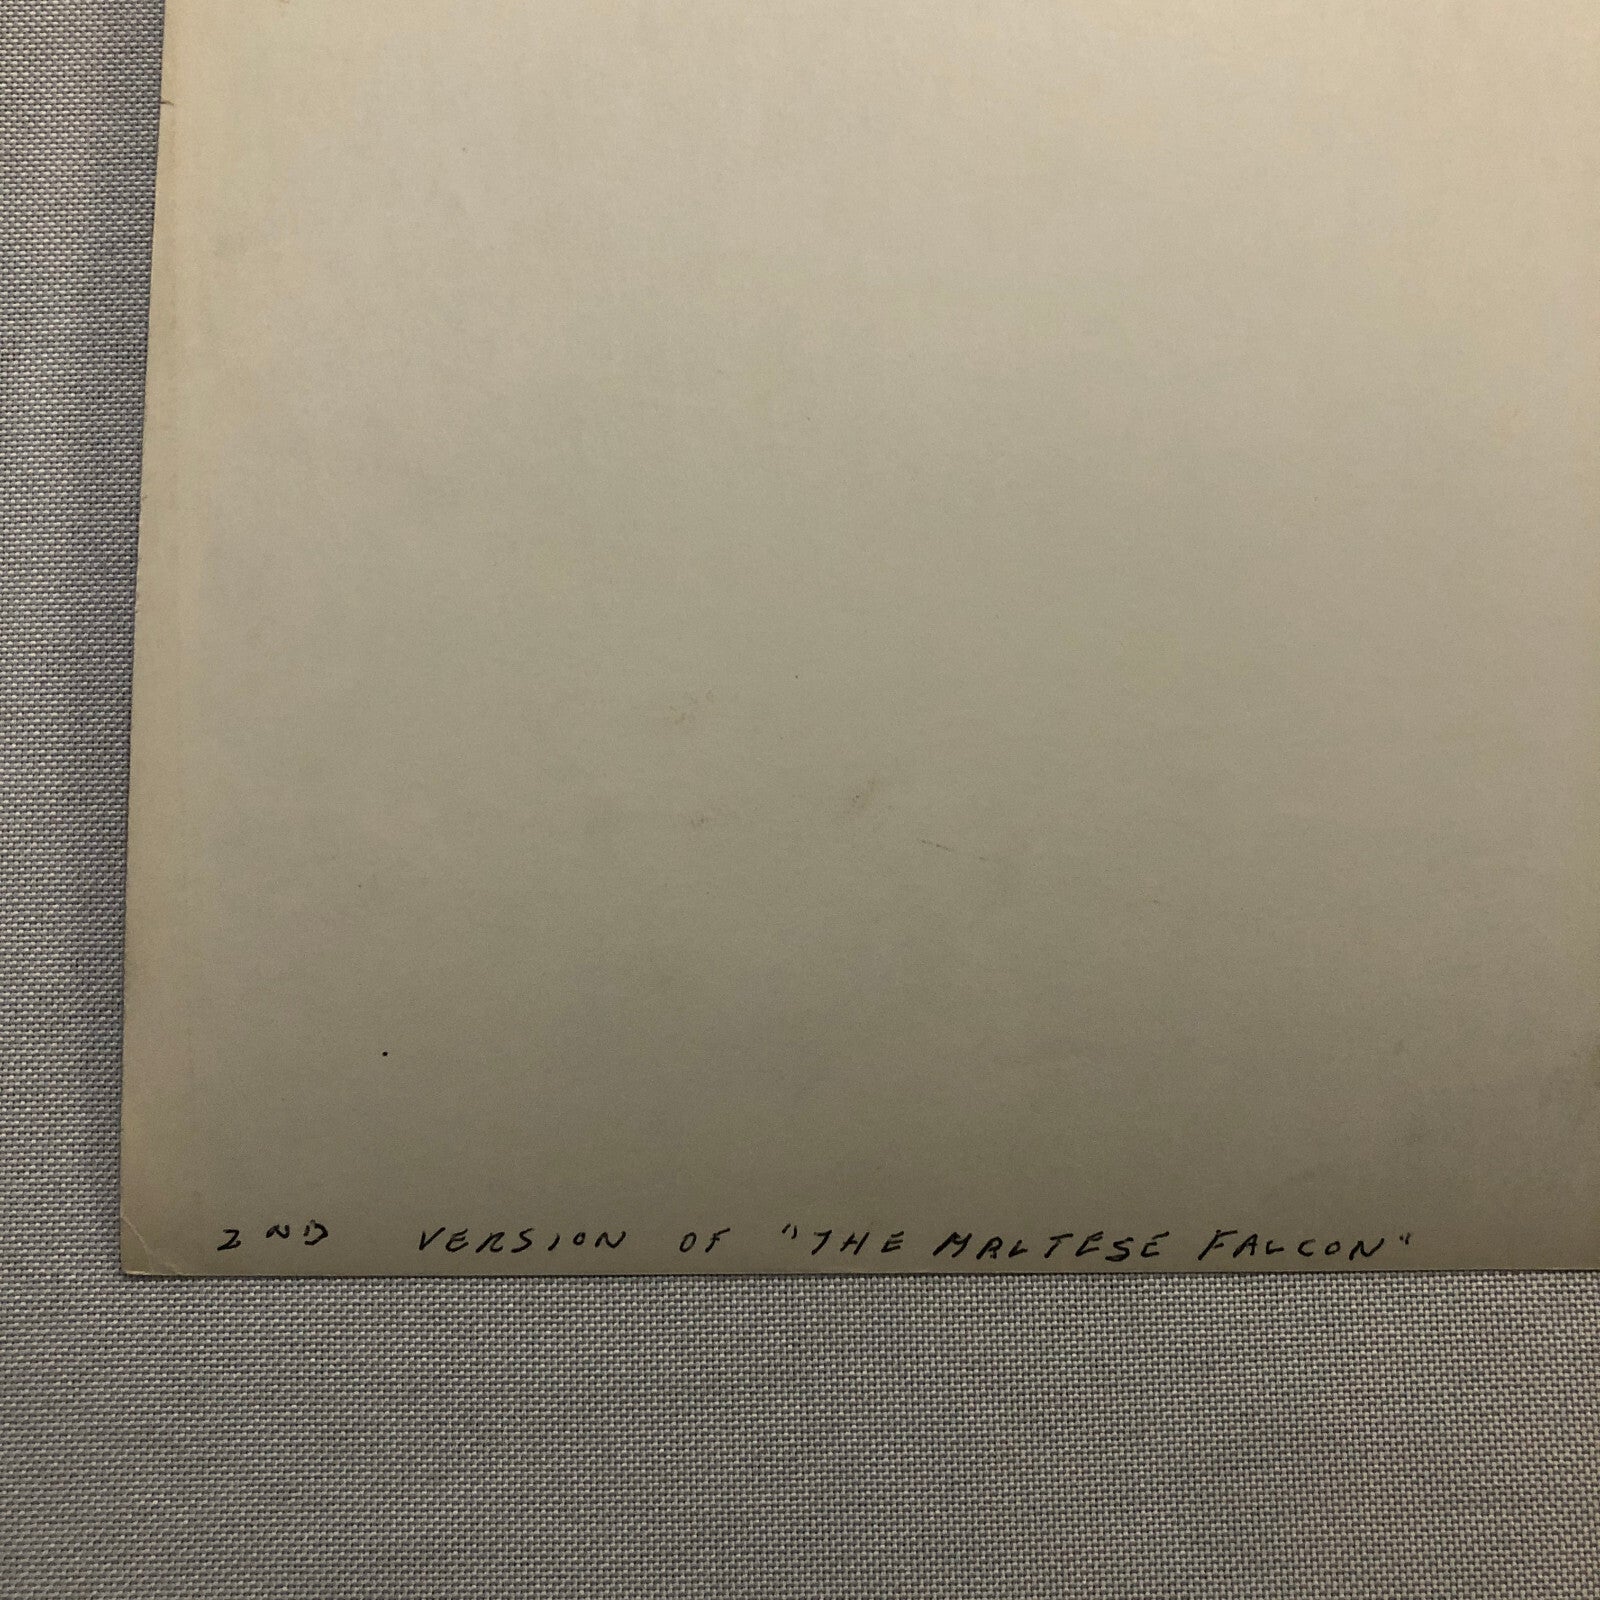 2ND VERSION OF "THE MALTESE FALCON"